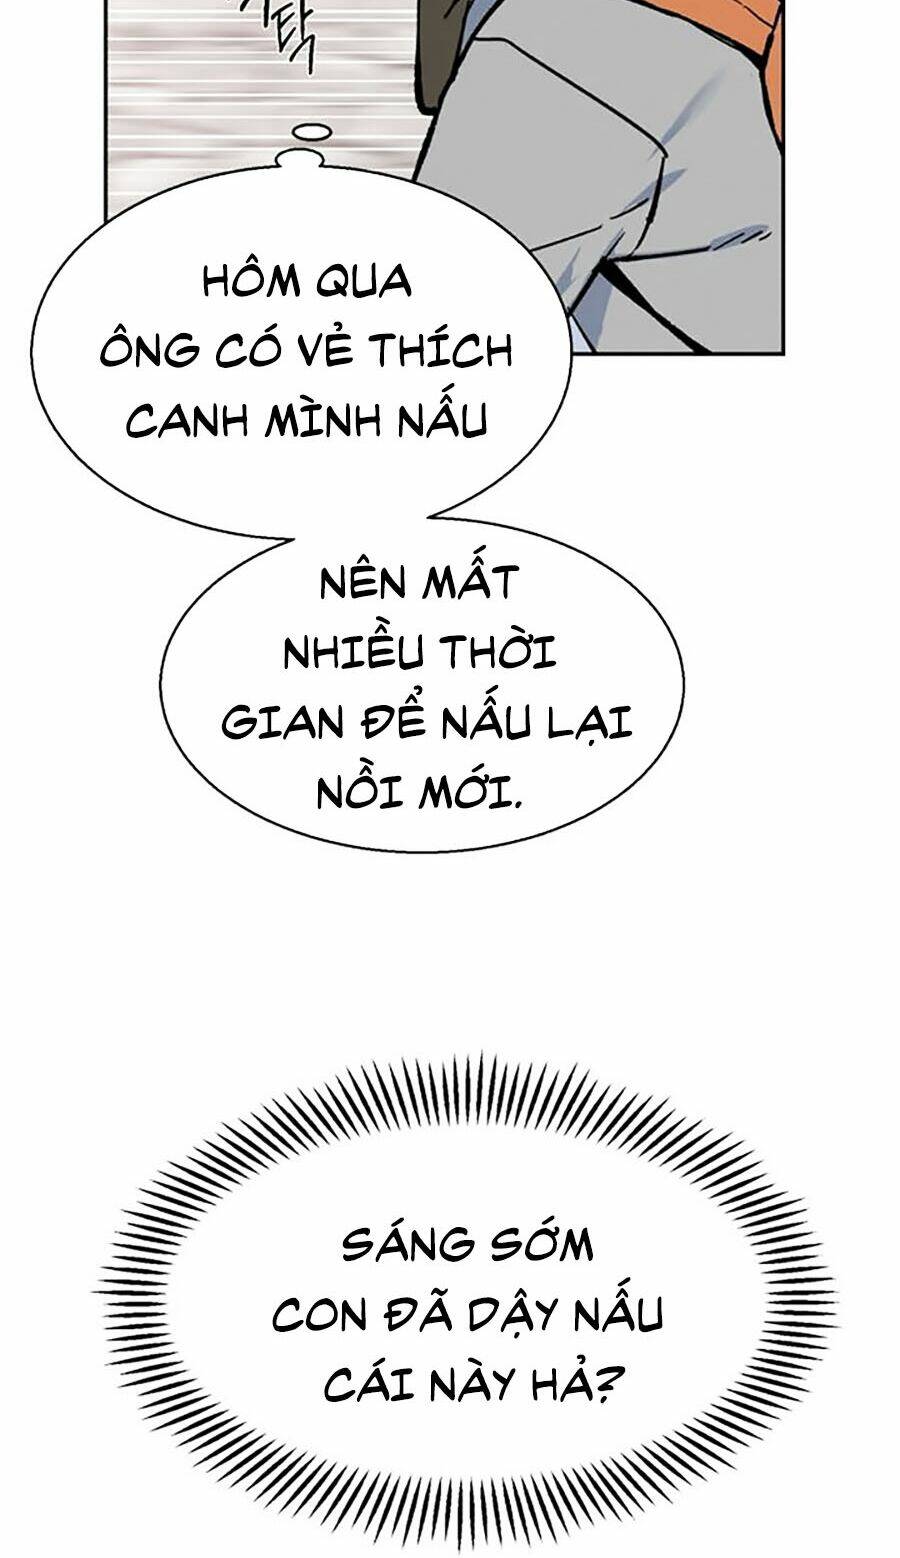 탁
HÔM QUA
ÔNG CÓ VẺ THÍCH
CANH MÌNH NẤU
NÊN MẤT
NHIỀU THỜI
GIAN ĐỂ NẤU LẠI
NỒI MỚI.
SÁNG SỚM
CON ĐÃ DẬY NẤU
CÁI NÀY HẢ?